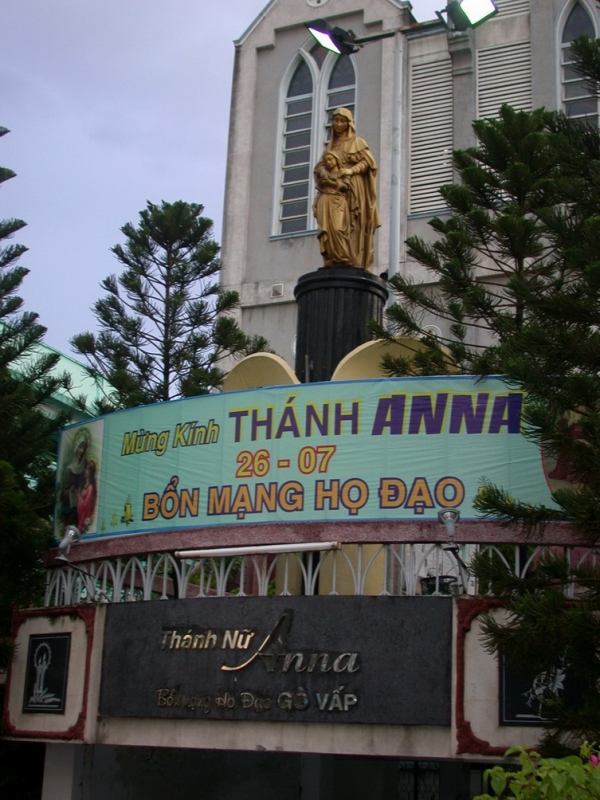 Mừng Kính THÁNH ANNA
26 - 07
BỔN MẠNG HỌ ĐẠO
Thánh Nữ Anna
Bổn mạng Họ Đạo GÒ VẤP